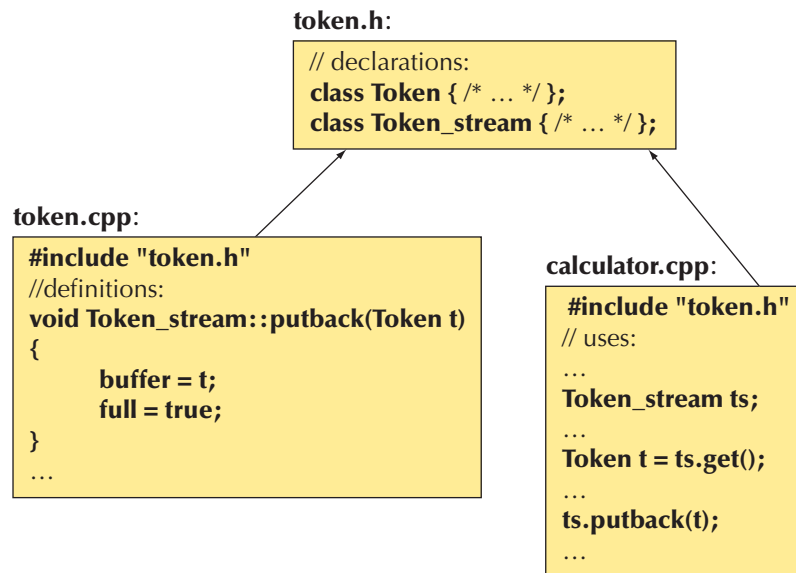 token.h:
// declarations:
class Token { /* … */ };
class Token_stream { /* … */ };
token.cpp:
#include "token.h"
//definitions:
void Token_stream::putback(Token t)
{
buffer = t;
full = true;
}
…
calculator.cpp:
#include "token.h"
// uses:
…
Token_stream ts;
…
Token t = ts.get();
…
ts.putback(t);
…